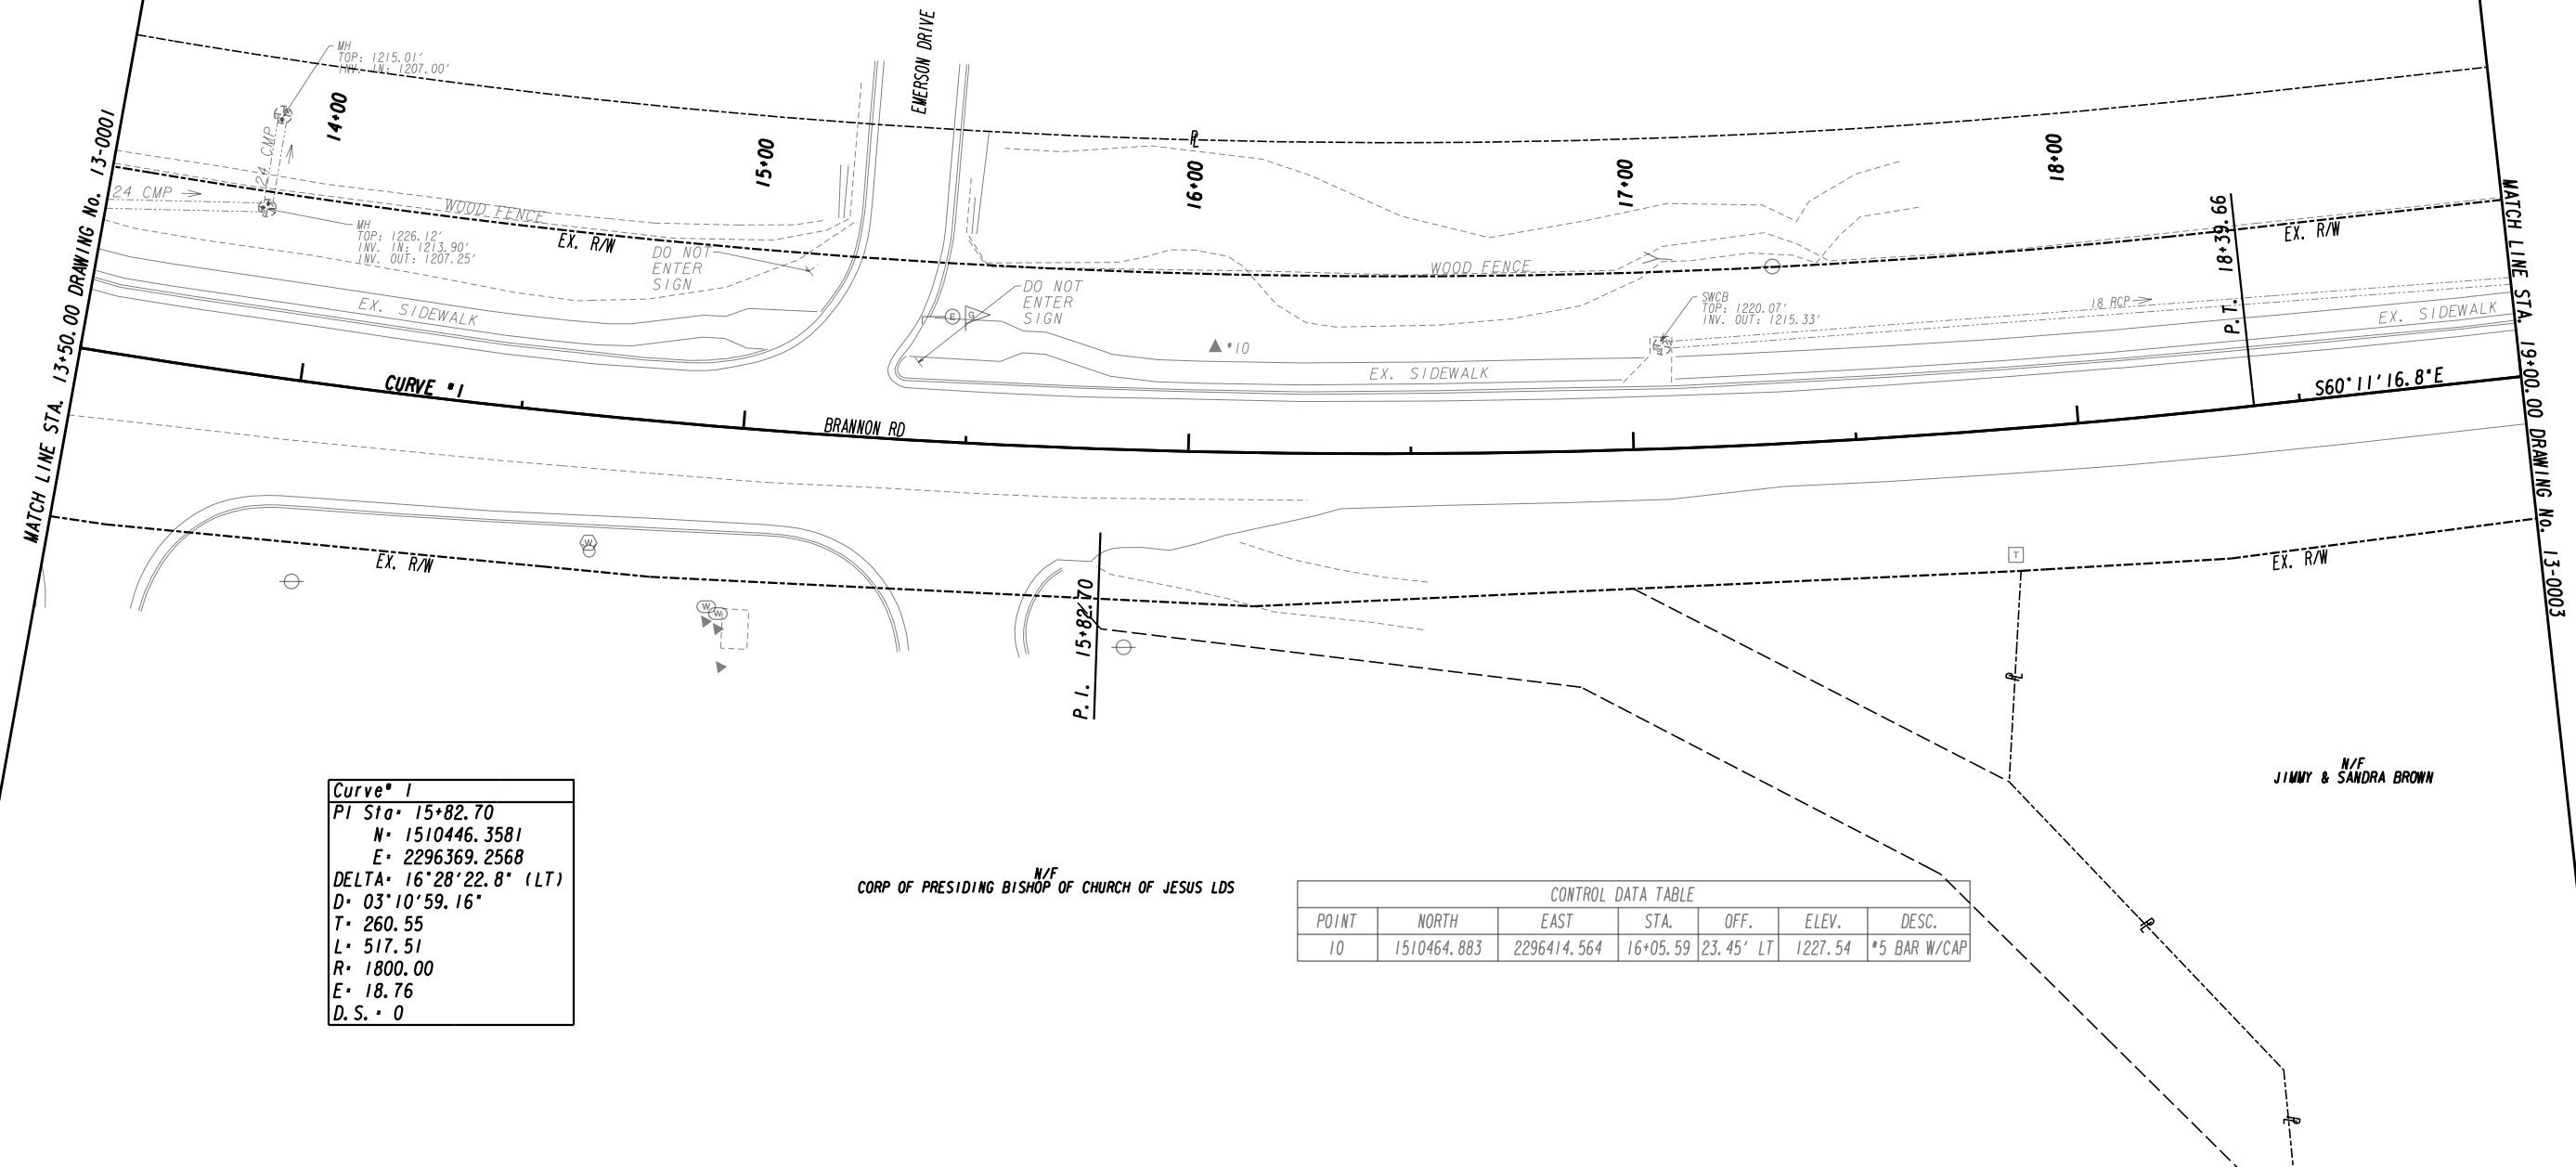 MH
TOP: 1215.01'
INV. IN: 1207.00'
EMERSON DRIVE
14+00
15+00
16+00
17+00
18+00
P
L
24 CMP
24 CMP
MH
TOP: 1226.12'
INV. IN: 1213.90'
INV. OUT: 1207.25'
WOOD FENCE
EX. R/W
DO NOT
ENTER
SIGN
EX. SIDEWALK
E
G
DO NOT
ENTER
SIGN
WOOD FENCE
SWCB
TOP: 1220.07'
INV. OUT: 1215.33'
18 RCP
P.T. 18+39.66
EX. R/W
EX. SIDEWALK
#10
EX. SIDEWALK
MATCH LINE STA. 13+50.00 DRAWING No. 13-0001
MATCH LINE STA. 19+00.00 DRAWING No. 13-0003
CURVE #1
BRANNON RD
S60°11'16.8"E
EX. R/W
W
W
W
P.I. 15+82.70
T
EX. R/W
PL
N/F
JIMMY & SANDRA BROWN
Curve# 1
PI Sta= 15+82.70
N= 1510446.3581
E= 2296369.2568
DELTA= 16°28'22.8" (LT)
D= 03°10'59.16"
T= 260.55
L= 517.51
R= 1800.00
E= 18.76
D.S. = 0
N/F
CORP OF PRESIDING BISHOP OF CHURCH OF JESUS LDS
CONTROL DATA TABLE
POINT NORTH EAST STA. OFF. ELEV. DESC.
10 1510464.883 2296414.564 16+05.59 23.45' LT 1227.54 #5 BAR W/CAP
PL
PL